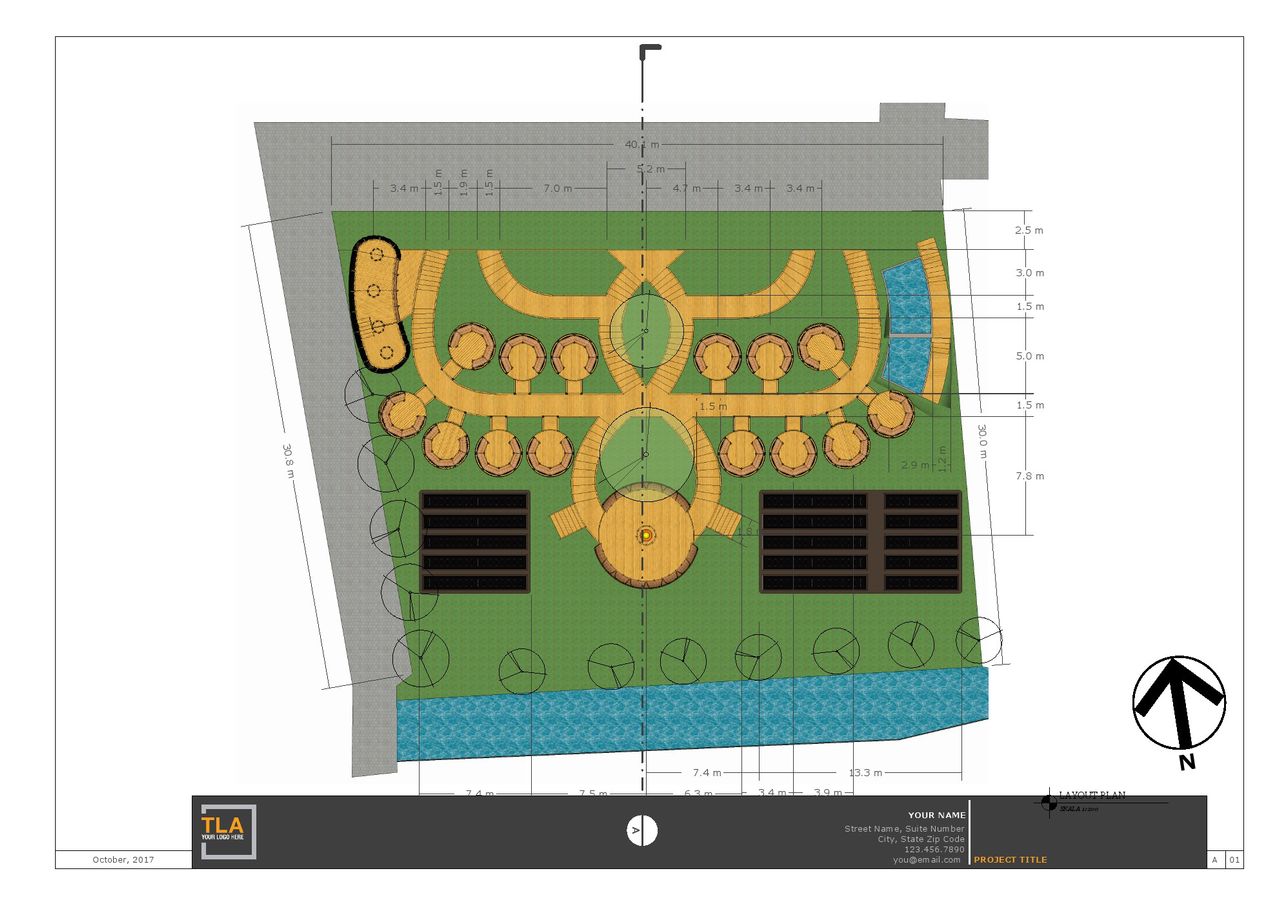 40.1 m
5.2 m
3.4 m
1.5 m
1.9 m
1.5 m
7.0 m
4.7 m
3.4 m
3.4 m
2.5 m
3.0 m
1.5 m
5.0 m
1.5 m
1.5 m
30.8 m
30.0 m
2.9 m
1.2 m
7.8 m
N
7.4 m
13.3 m
7.4 m
7.5 m
6.3 m
3.4 m
3.9 m
LAYOUT PLAN
TLA
YOUR LOGO HERE
A
YOUR NAME
Street Name, Suite Number
City, State Zip Code
123.456.7890
you@email.com
PROJECT TITLE
October, 2017
A
01